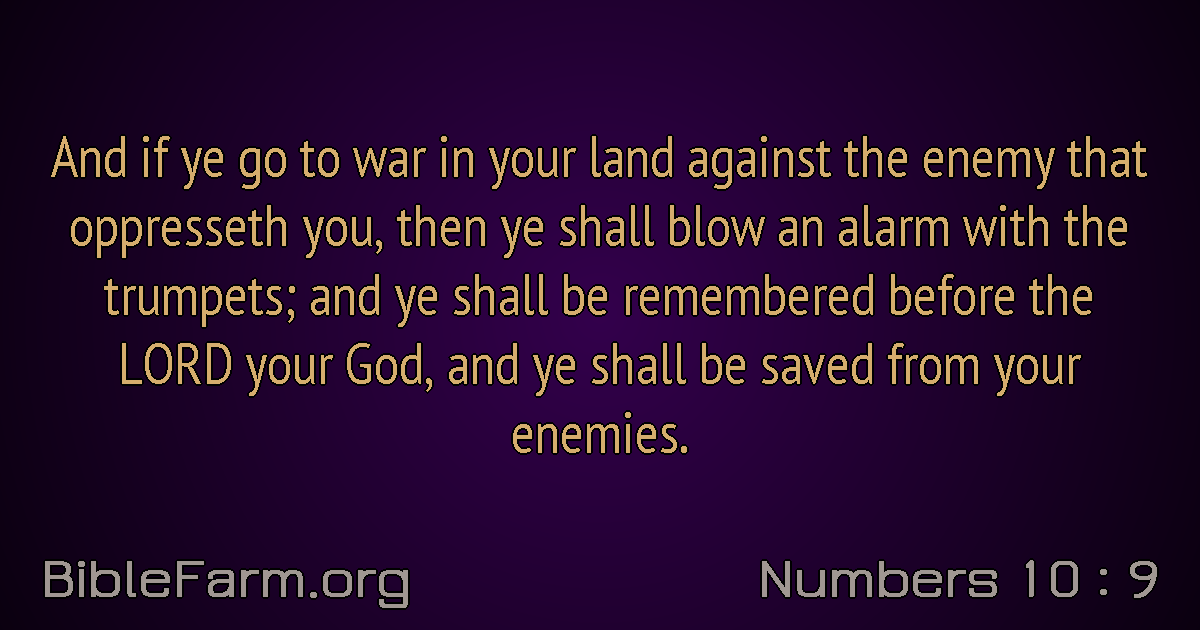 And if ye go to war in your land against the enemy that
oppresseth you, then ye shall blow an alarm with the
trumpets; and ye shall be remembered before the
LORD your God, and ye shall be saved from your
enemies.
BibleFarm.org
Numbers 10 : 9